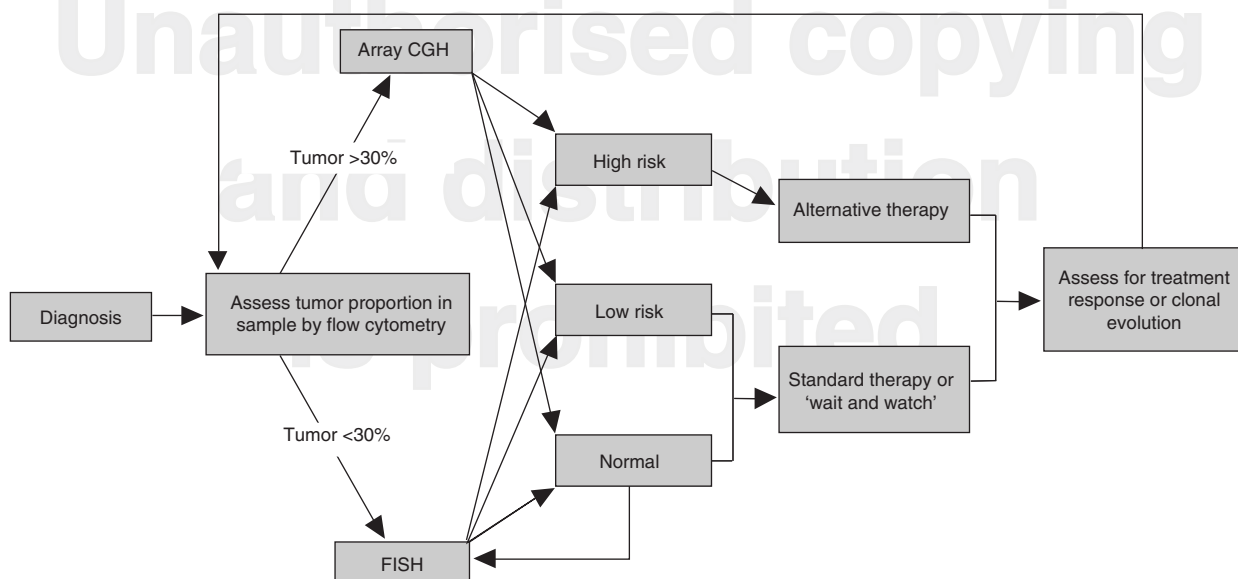 Unauthorised copying
and distribution
is prohibited
Array CGH
Tumor >30%
High risk
Alternative therapy
Diagnosis
Assess tumor proportion in
sample by flow cytometry
Low risk
Assess for treatment
response or clonal
evolution
Standard therapy or
‘wait and watch’
Tumor <30%
Normal
FISH